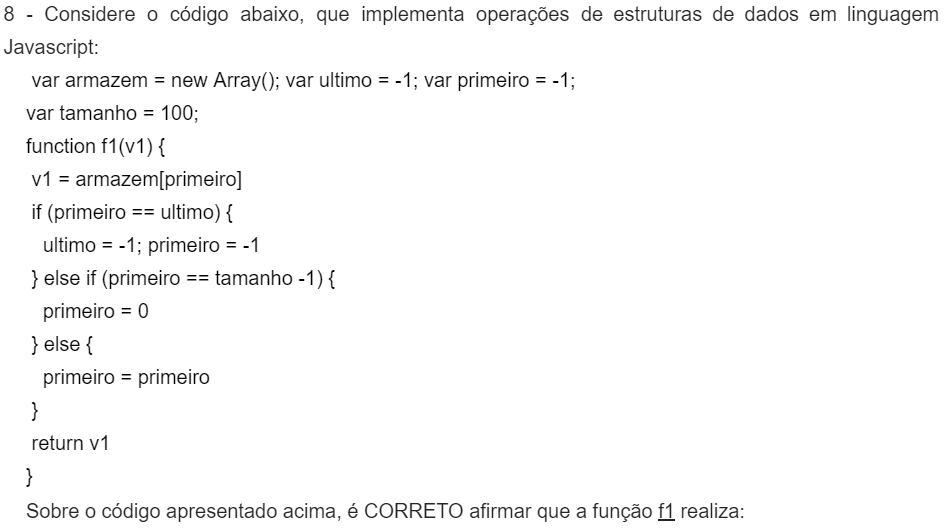 8 - Considere o código abaixo, que implementa operações de estruturas de dados em linguagem
Javascript:
var armazem = new Array(); var ultimo = -1; var primeiro = -1;
var tamanho = 100;
function f1(v1) {
v1 = armazem[primeiro]
if (primeiro == ultimo) {
ultimo = -1; primeiro = -1
} else if (primeiro == tamanho -1) {
primeiro = 0
} else {
primeiro = primeiro
}
return v1
}
Sobre o código apresentado acima, é CORRETO afirmar que a função f1 realiza: